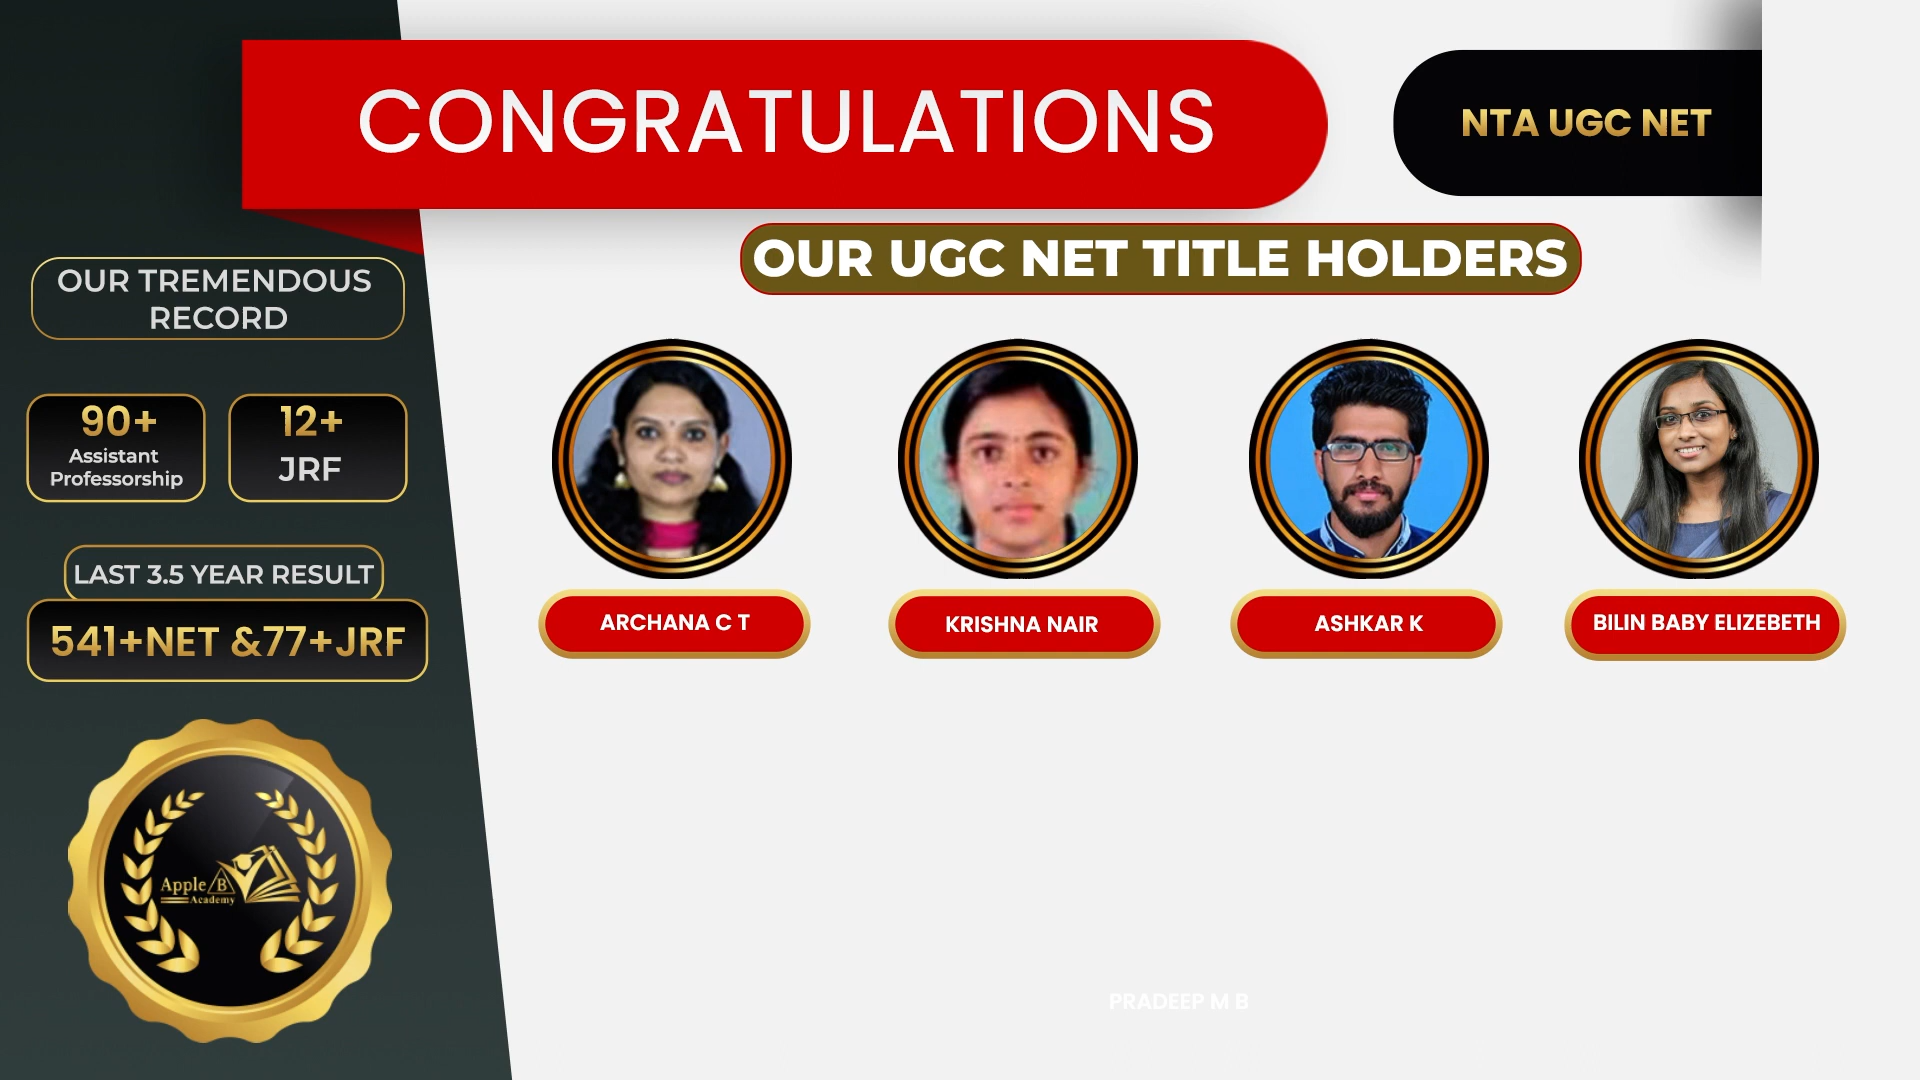 CONGRATULATIONS
NTA UGC NET
OUR UGC NET TITLE HOLDERS
OUR TREMENDOUS
RECORD
90+
Assistant
Professorship
12+
JRF
LAST 3.5 YEAR RESULT
541+NET &77+JRF
Apple B
Academy
ARCHANA C T
KRISHNA NAIR
ASHKAR K
BILIN BABY ELIZEBETH
PRADEEP M B